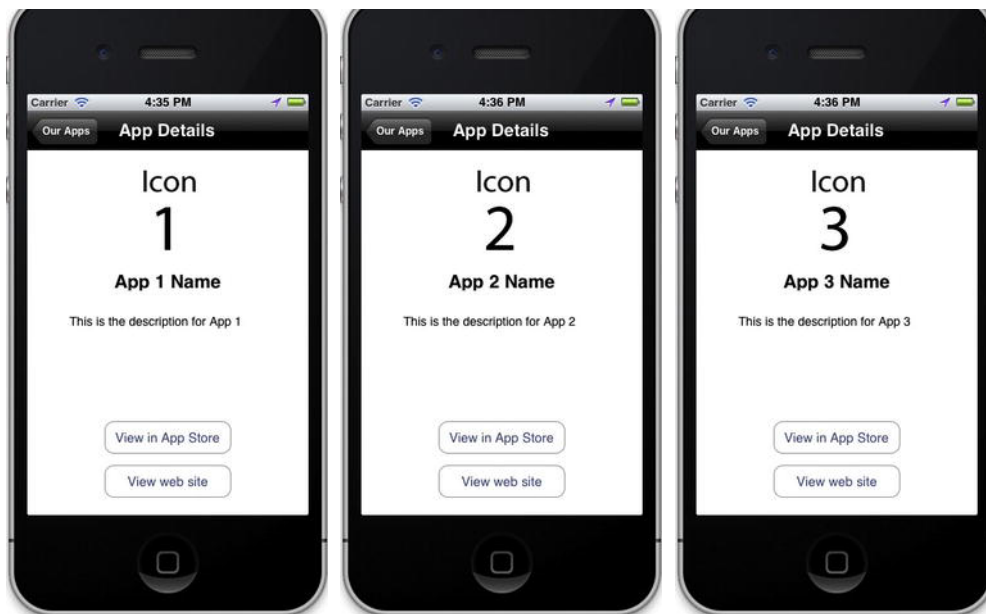 Carrier 4:35 PM
Our Apps App Details
Icon
1
App 1 Name
This is the description for App 1
View in App Store
View web site
Carrier 4:36 PM
Our Apps App Details
Icon
2
App 2 Name
This is the description for App 2
View in App Store
View web site
Carrier 4:36 PM
Our Apps App Details
Icon
3
App 3 Name
This is the description for App 3
View in App Store
View web site